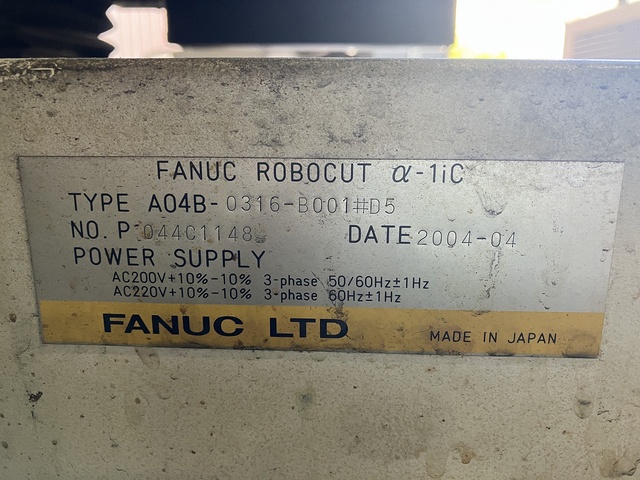 FANUC ROBOCUT α-1iC
TYPE A04B-0316-B001#D5
NO. P 044C1148 DATE 2004-04
POWER SUPPLY
AC200V+10%-10% 3-phase 50/60Hz±1Hz
AC220V+10%-10% 3-phase 60Hz±1Hz
FANUC LTD MADE IN JAPAN